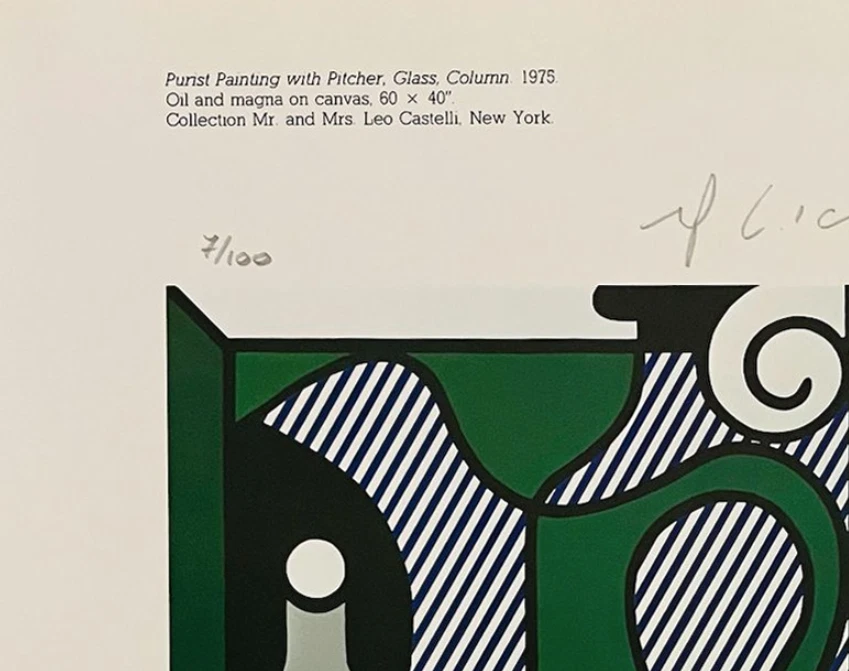 Purist Painting with Pitcher, Glass, Column. 1975.
Oil and magna on canvas, 60 × 40".
Collection Mr. and Mrs. Leo Castelli, New York.
7/100